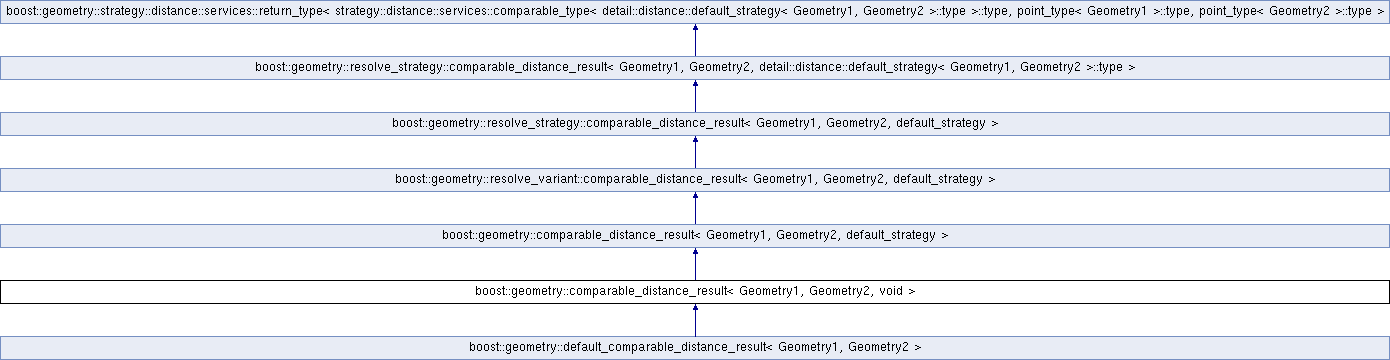 boost::geometry::strategy::distance::services::return_type< strategy::distance::services::comparable_type< detail::distance::default_strategy< Geometry1, Geometry2 >::type >::type, point_type< Geometry1 >::type, point_type< Geometry2 >::type >
boost::geometry::resolve_strategy::comparable_distance_result< Geometry1, Geometry2, detail::distance::default_strategy< Geometry1, Geometry2 >::type >
boost::geometry::resolve_strategy::comparable_distance_result< Geometry1, Geometry2, default_strategy >
boost::geometry::resolve_variant::comparable_distance_result< Geometry1, Geometry2, default_strategy >
boost::geometry::comparable_distance_result< Geometry1, Geometry2, default_strategy >
boost::geometry::comparable_distance_result< Geometry1, Geometry2, void >
boost::geometry::default_comparable_distance_result< Geometry1, Geometry2 >